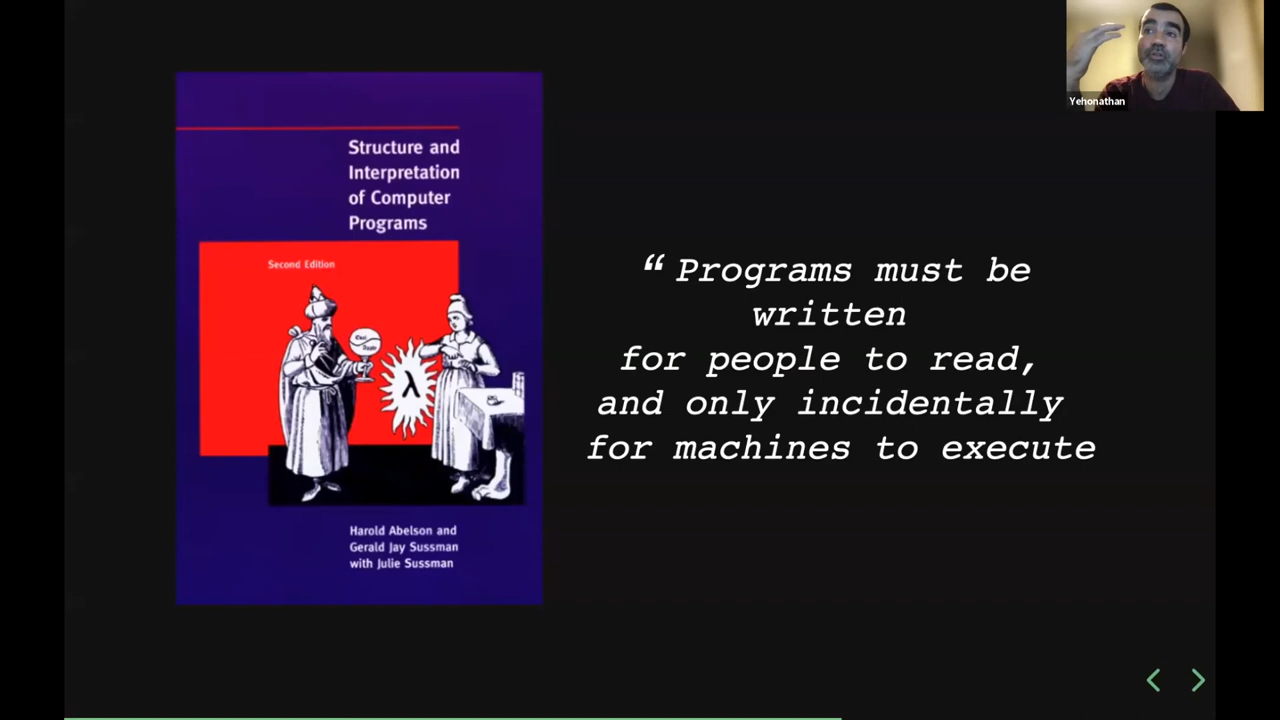 Yehonathan
Structure and
Interpretation
of Computer
Programs
Second Edition
λ
Harold Abelson and
Gerald Jay Sussman
with Julie Sussman
“ Programs must be
written
for people to read,
and only incidentally
for machines to execute